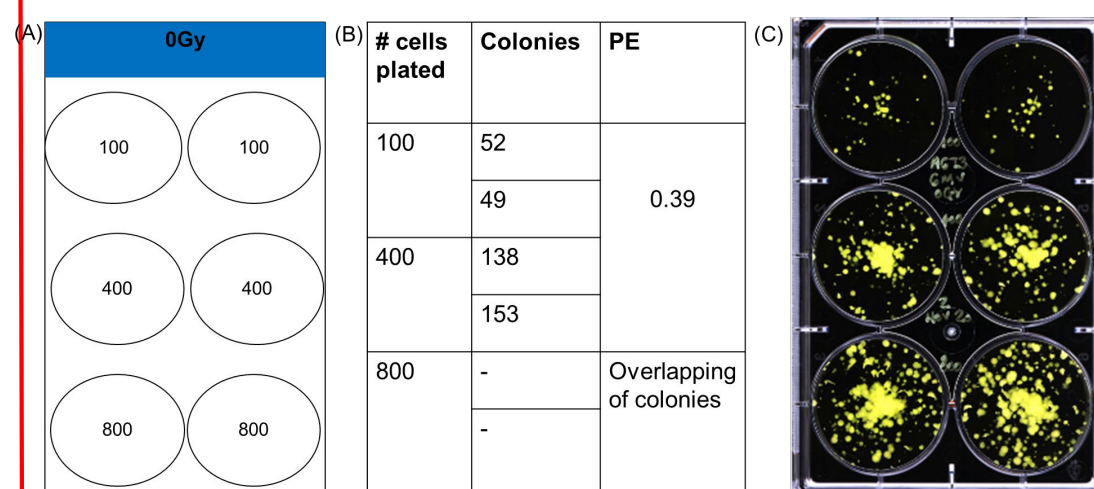 (A)
0Gy
100 100
400 400
800 800
(B)
# cells plated Colonies PE
100 52
49
0.39
400 138
153
800 -
-
Overlapping
of colonies
(C)
0Gy